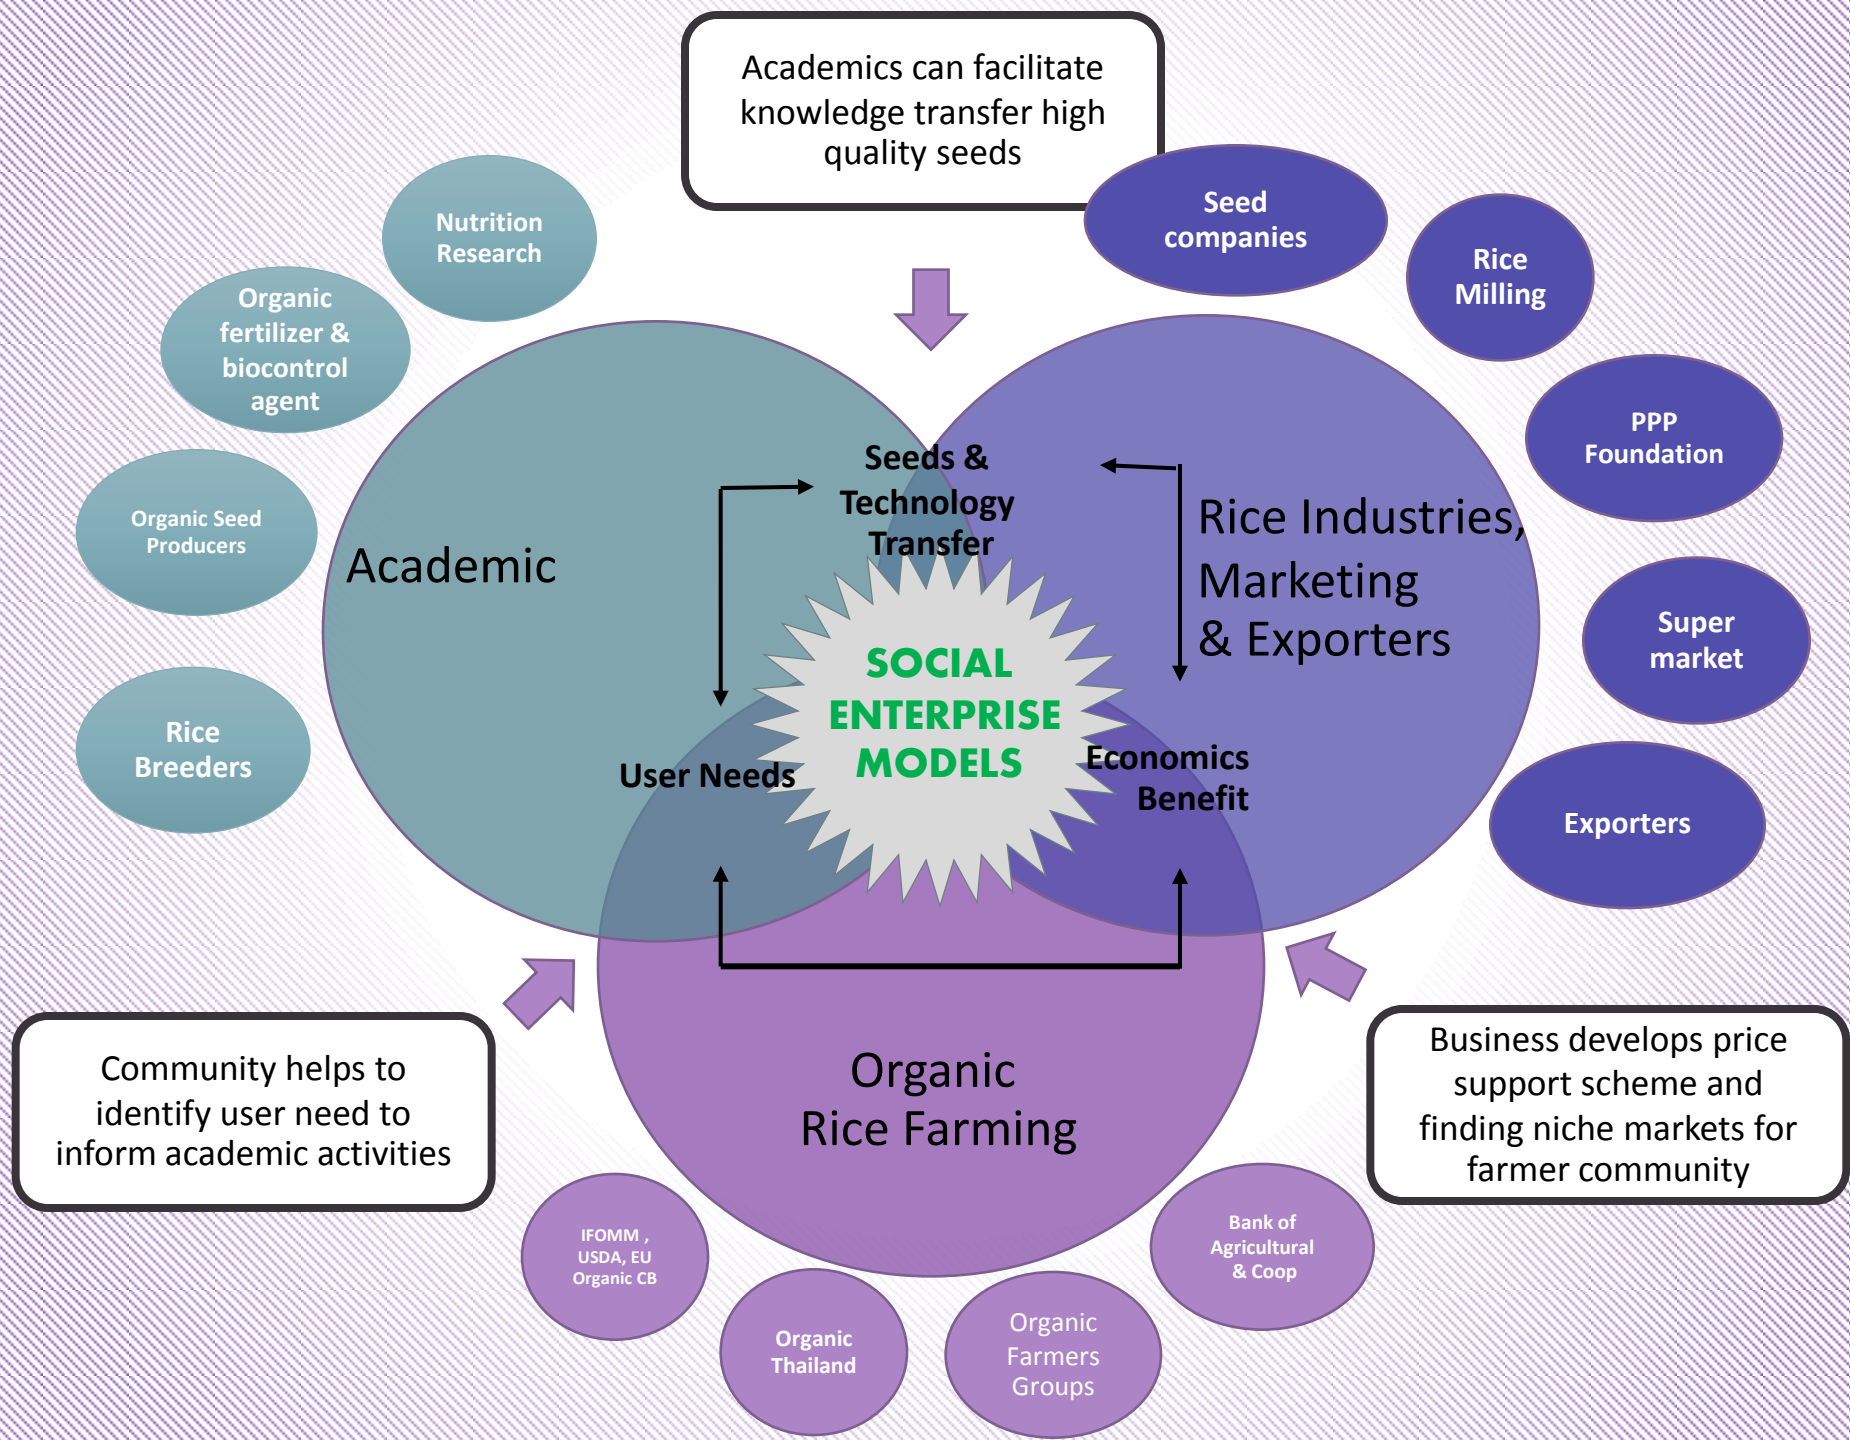 Academics can facilitate
knowledge transfer high
quality seeds
Nutrition
Research
Organic
fertilizer &
biocontrol
agent
Organic Seed
Producers
Rice
Breeders
Seed
companies
Rice
Milling
PPP
Foundation
Super
market
Exporters
Academic
Seeds &
Technology
Transfer
Rice Industries,
Marketing
& Exporters
SOCIAL
ENTERPRISE
MODELS
User Needs
Economics
Benefit
Organic
Rice Farming
Community helps to
identify user need to
inform academic activities
Business develops price
support scheme and
finding niche markets for
farmer community
IFOMM ,
USDA, EU
Organic CB
Organic
Thailand
Organic
Farmers
Groups
Bank of
Agricultural
& Coop